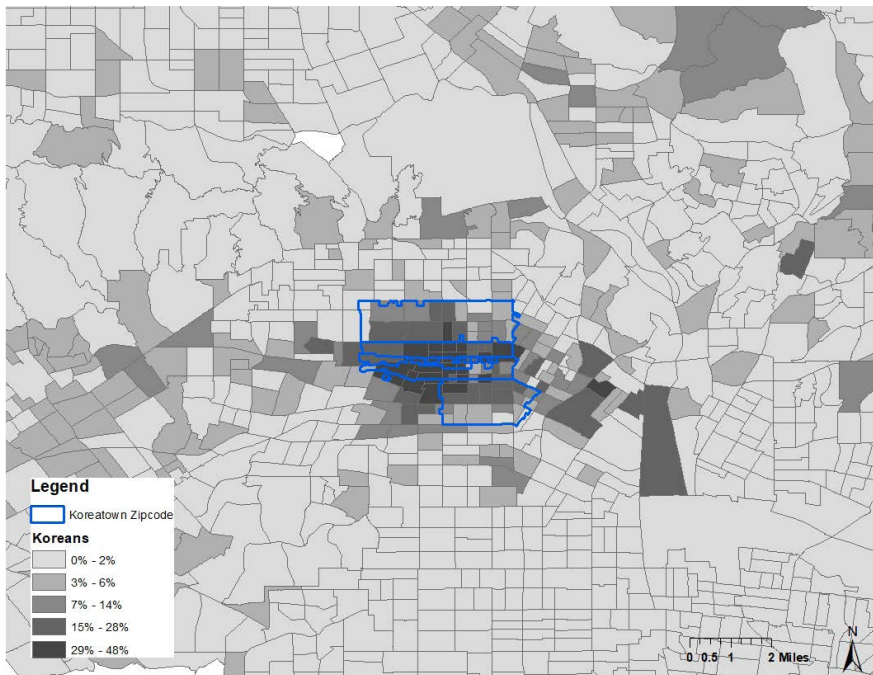 Legend
Koreatown Zipcode
Koreans
0% - 2%
3% - 6%
7% - 14%
15% - 28%
29% - 48%
N
0 0.5 1 2 Miles